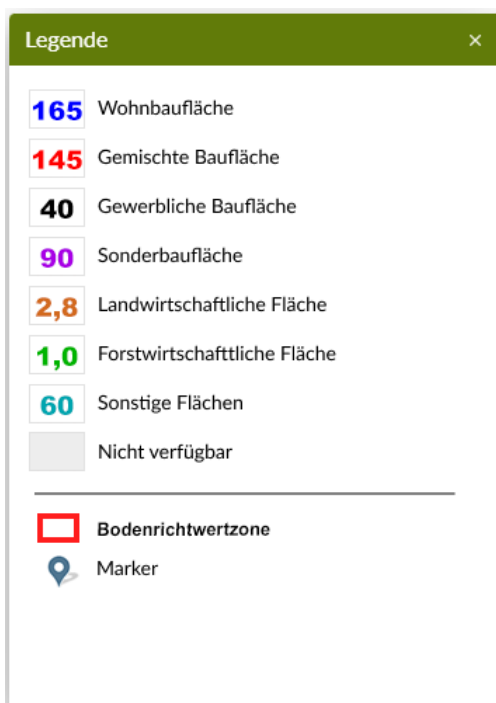 Legende ×
165 Wohnbaufläche
145 Gemischte Baufläche
40 Gewerbliche Baufläche
90 Sonderbaufläche
2,8 Landwirtschaftliche Fläche
1,0 Forstwirtschafttliche Fläche
60 Sonstige Flächen
Nicht verfügbar
Bodenrichtwertzone
Marker